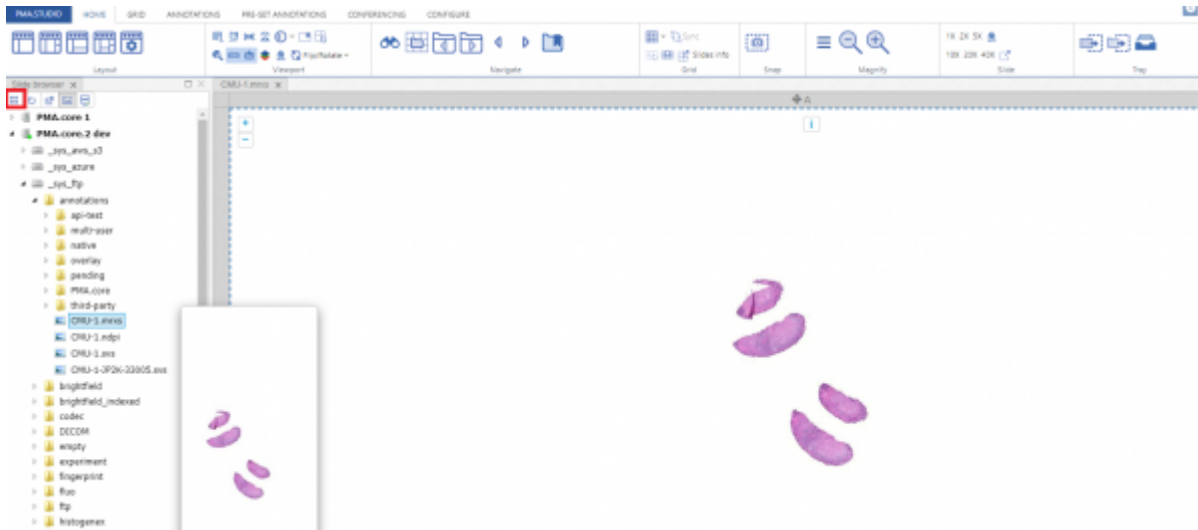 PMA.STUDIO HOME GRID ANNOTATIONS PRE-SET ANNOTATIONS CONFERENCING CONFIGURE
Sync
Flip/Rotate
Slides info
1X 2X 5X
10X 20X 40X
Layout Viewport Navigate Grid Snap Magnify Slide Tray
Slide browser x
CMU-1.mrxs x
A
PMA.core 1
PMA.core.2 dev
_sys_aws_s3
_sys_azure
_sys_ftp
annotations
api-test
multi-user
native
overlay
pending
PMA.core
third-party
CMU-1.mrxs
CMU-1.ndpi
CMU-1.svs
CMU-1-JP2K-33005.svs
brightfield
brightfield_indexed
codec
DICOM
empty
experiment
fingerprint
fluo
ftp
histogenex